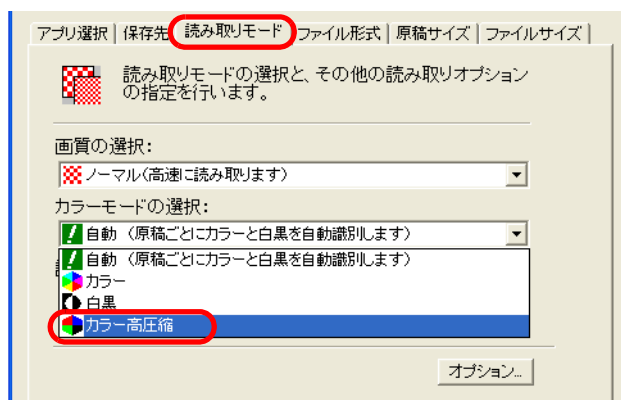 アプリ選択 保存先 読み取りモード ファイル形式 原稿サイズ ファイルサイズ
読み取りモードの選択と、その他の読み取りオプション
の指定を行います。
画質の選択:
ノーマル(高速に読み取ります)
カラーモードの選択:
自動 (原稿ごとにカラーと白黒を自動識別します)
自動 (原稿ごとにカラーと白黒を自動識別します)
カラー
白黒
カラー高圧縮
オプション...